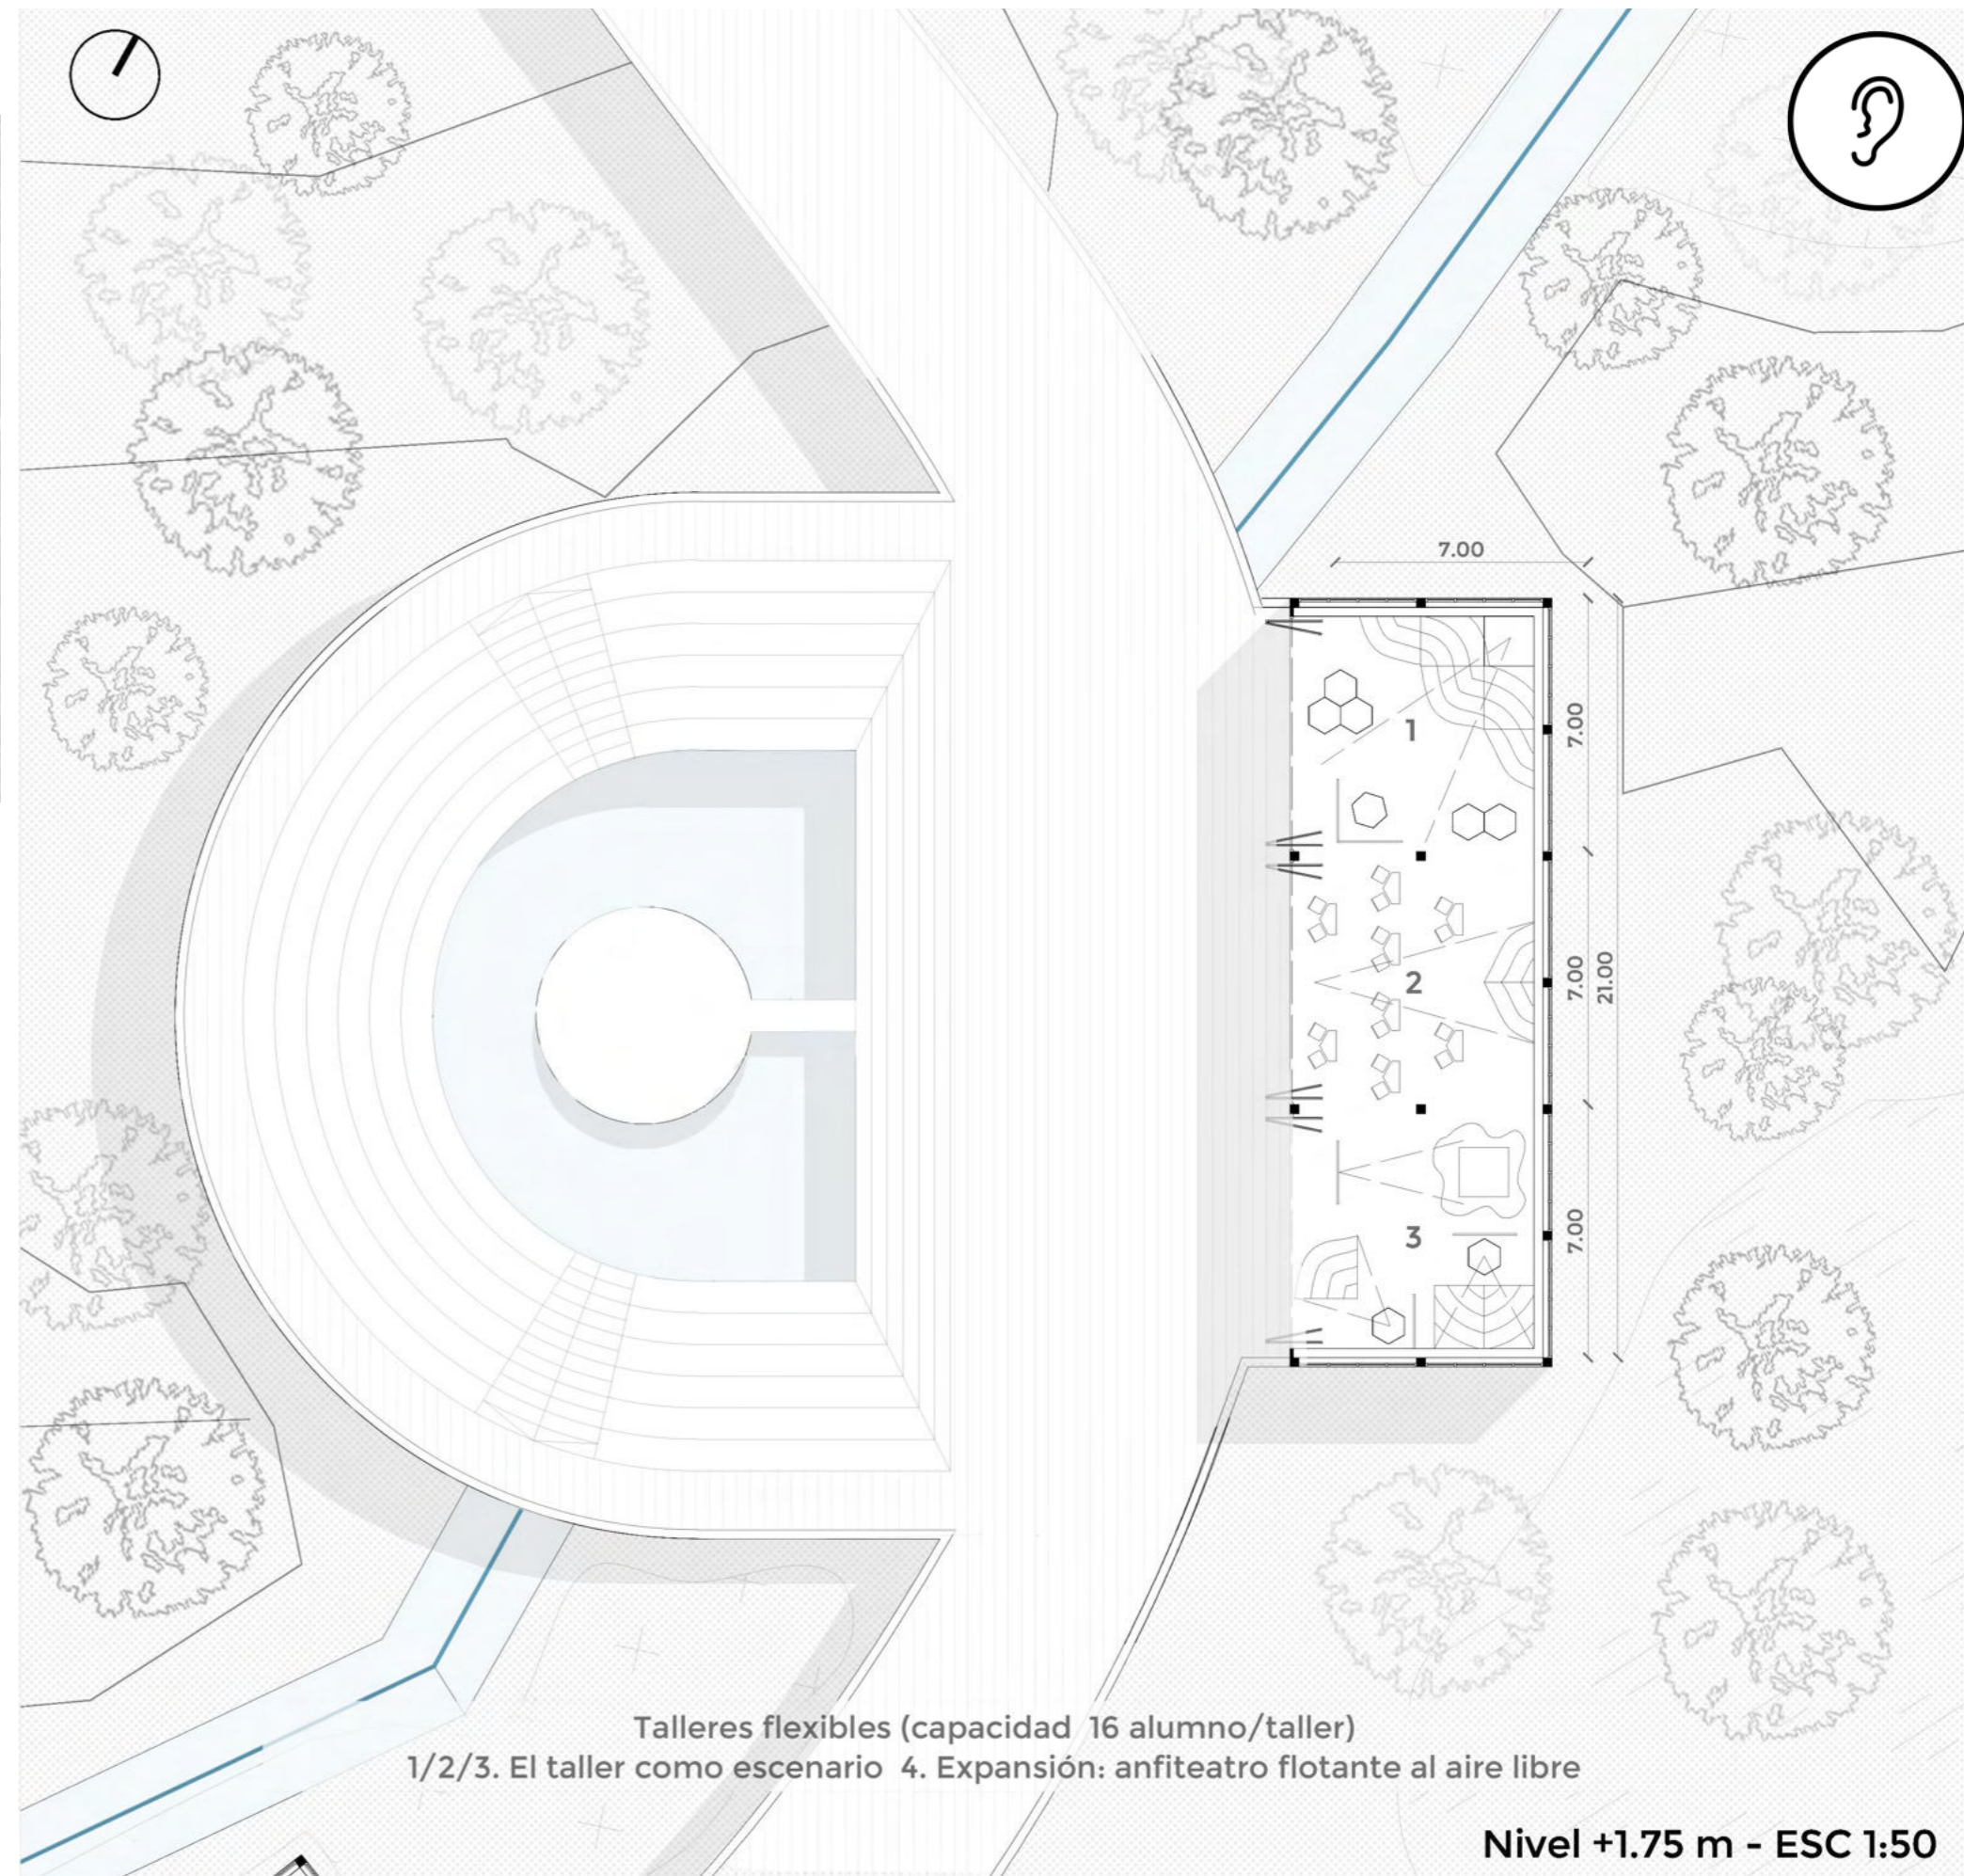 7.00
1
7.00
2
7.00
21.00
3
7.00
Talleres flexibles (capacidad 16 alumno/taller)
1/2/3. El taller como escenario 4. Expansión: anfiteatro flotante al aire libre
Nivel +1.75 m - ESC 1:50